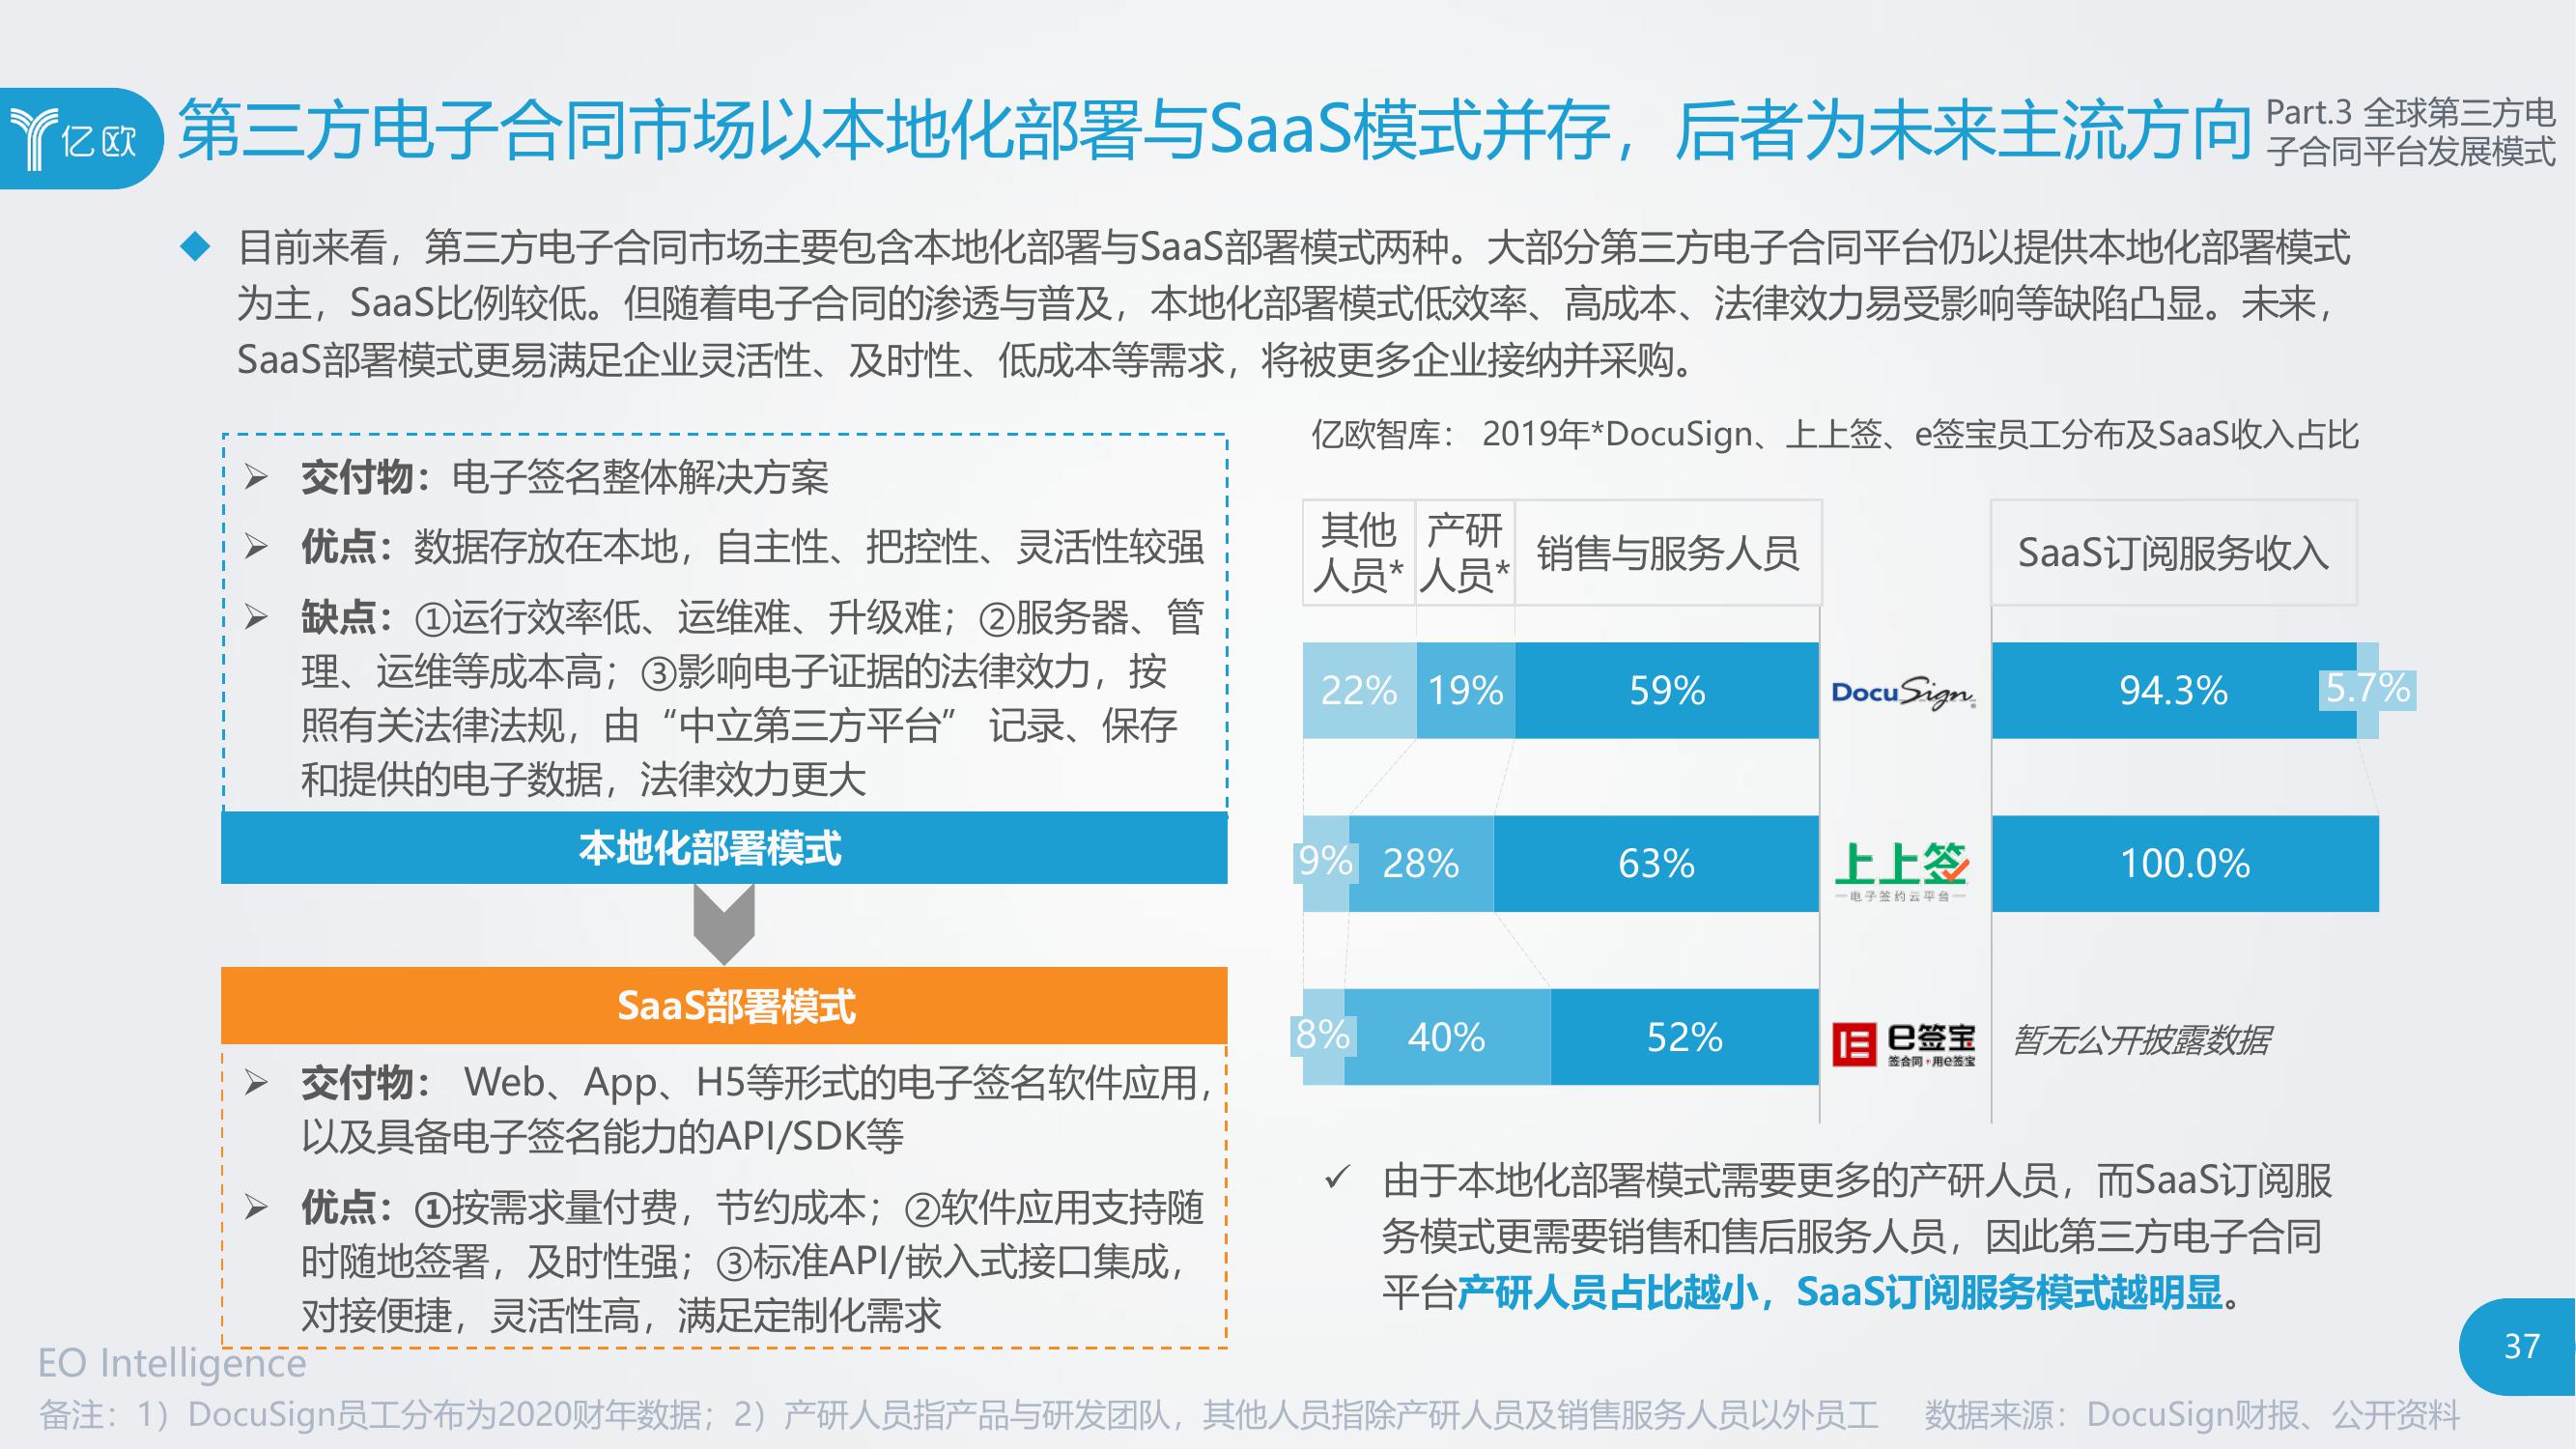 亿欧
第三方电子合同市场以本地化部署与SaaS模式并存，后者为未来主流方向
Part.3 全球第三方电
子合同平台发展模式
目前来看，第三方电子合同市场主要包含本地化部署与SaaS部署模式两种。大部分第三方电子合同平台仍以提供本地化部署模式
为主，SaaS比例较低。但随着电子合同的渗透与普及，本地化部署模式低效率、高成本、法律效力易受影响等缺陷凸显。未来，
SaaS部署模式更易满足企业灵活性、及时性、低成本等需求，将被更多企业接纳并采购。
交付物：电子签名整体解决方案
优点：数据存放在本地，自主性、把控性、灵活性较强
缺点：①运行效率低、运维难、升级难；②服务器、管
理、运维等成本高；③影响电子证据的法律效力，按
照有关法律法规，由“中立第三方平台” 记录、保存
和提供的电子数据，法律效力更大
本地化部署模式
SaaS部署模式
交付物： Web、App、H5等形式的电子签名软件应用，
以及具备电子签名能力的API/SDK等
优点：①按需求量付费，节约成本；②软件应用支持随
时随地签署，及时性强；③标准API/嵌入式接口集成，
对接便捷，灵活性高，满足定制化需求
亿欧智库： 2019年*DocuSign、上上签、e签宝员工分布及SaaS收入占比
其他
人员*
产研
人员*
销售与服务人员
SaaS订阅服务收入
22% 19% 59% DocuSign® 94.3% 5.7%
9% 28% 63% 上上签 100.0%
电子签约云平台
8% 40% 52% e签宝 暂无公开披露数据
签合同·用e签宝
由于本地化部署模式需要更多的产研人员，而SaaS订阅服
务模式更需要销售和售后服务人员，因此第三方电子合同
平台产研人员占比越小，SaaS订阅服务模式越明显。
37
EO Intelligence
备注：1）DocuSign员工分布为2020财年数据；2）产研人员指产品与研发团队，其他人员指除产研人员及销售服务人员以外员工 数据来源：DocuSign财报、公开资料